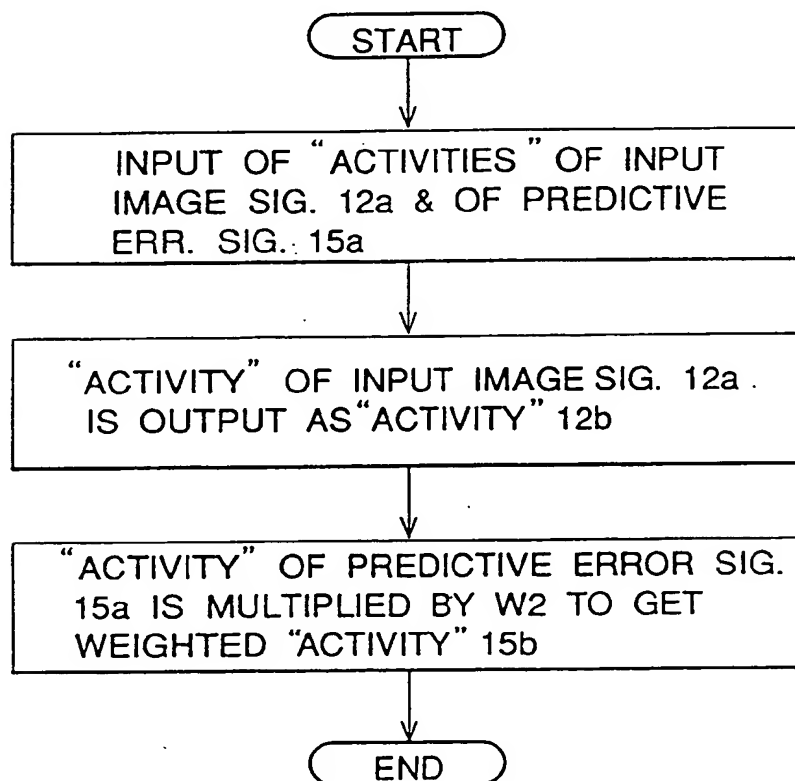 START
INPUT OF "ACTIVITIES" OF INPUT
IMAGE SIG. 12a & OF PREDICTIVE
ERR. SIG. 15a
"ACTIVITY" OF INPUT IMAGE SIG. 12a
IS OUTPUT AS "ACTIVITY" 12b
"ACTIVITY" OF PREDICTIVE ERROR SIG.
15a IS MULTIPLIED BY W2 TO GET
WEIGHTED "ACTIVITY" 15b
END